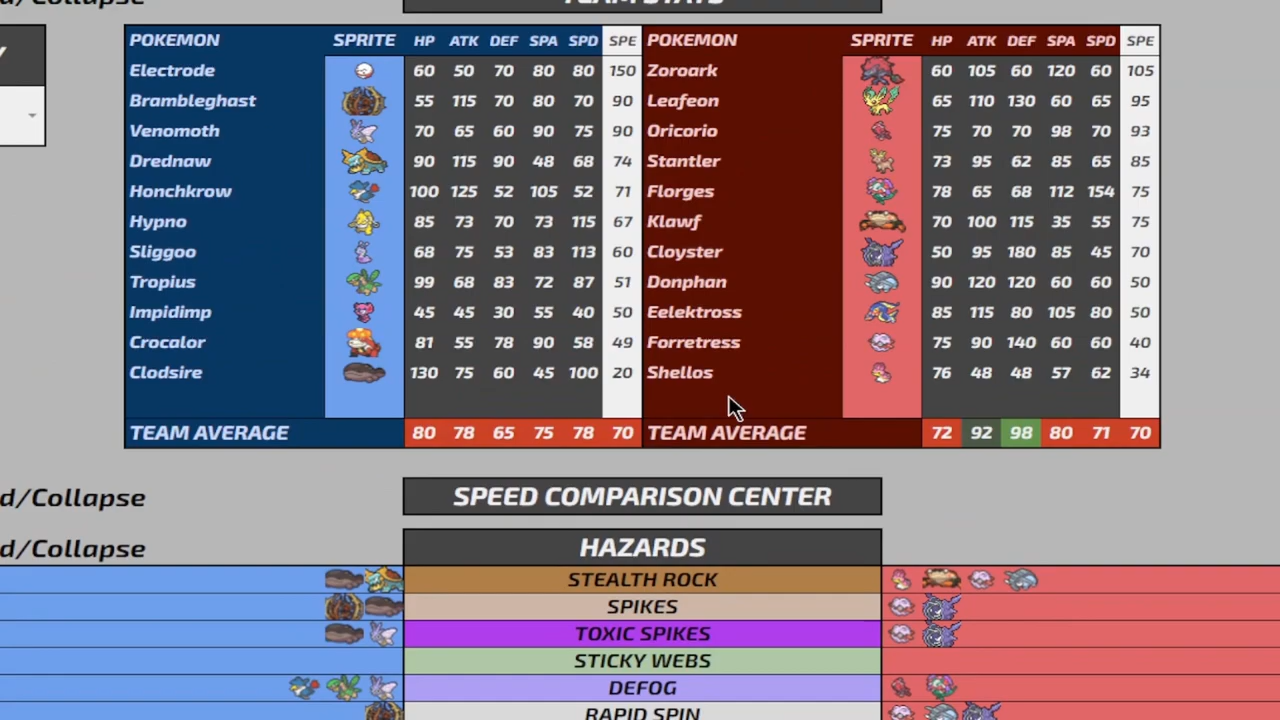 d/Collapse
TEAM STATS
Y
POKEMON SPRITE HP ATK DEF SPA SPD SPE POKEMON SPRITE HP ATK DEF SPA SPD SPE
Electrode 60 50 70 80 80 150 Zoroark 60 105 60 120 60 105
Brambleghast 55 115 70 80 70 90 Leafeon 65 110 130 60 65 95
Venomoth 70 65 60 90 75 90 Oricorio 75 70 70 98 70 93
Drednaw 90 115 90 48 68 74 Stantler 73 95 62 85 65 85
Honchkrow 100 125 52 105 52 71 Florges 78 65 68 112 154 75
Hypno 85 73 70 73 115 67 Klawf 70 100 115 35 55 75
Sliggoo 68 75 53 83 113 60 Cloyster 50 95 180 85 45 70
Tropius 99 68 83 72 87 51 Donphan 90 120 120 60 60 50
Impidimp 45 45 30 55 40 50 Eelektross 85 115 80 105 80 50
Crocalor 81 55 78 90 58 49 Forretress 75 90 140 60 60 40
Clodsire 130 75 60 45 100 20 Shellos 76 48 48 57 62 34
TEAM AVERAGE 80 78 65 75 78 70 TEAM AVERAGE 72 92 98 80 71 70
d/Collapse SPEED COMPARISON CENTER
d/Collapse HAZARDS
STEALTH ROCK
SPIKES
TOXIC SPIKES
STICKY WEBS
DEFOG
RAPID SPIN